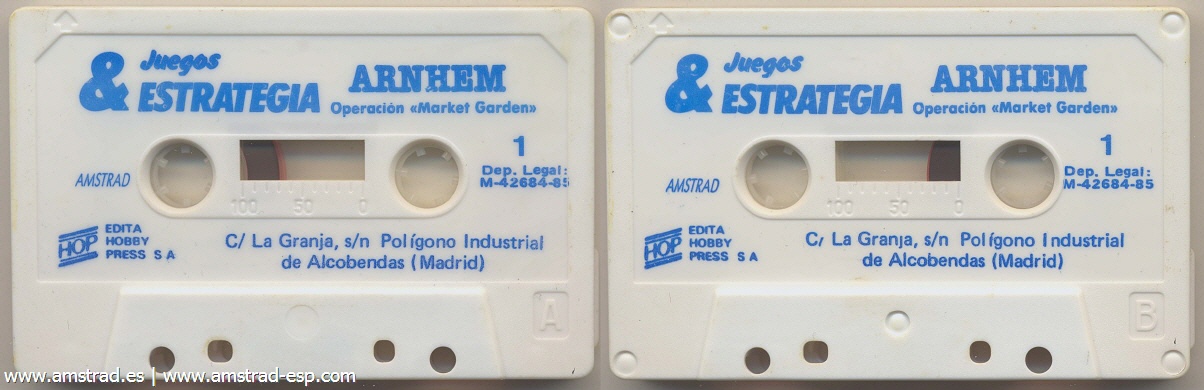 & Juegos
ESTRATEGIA
ARNHEM
Operación «Market Garden»
1
Dep. Legal:
M-42684-85
AMSTRAD
100 50 0
HOP
EDITA
HOBBY
PRESS S A
C/ La Granja, s/n Polígono Industrial
de Alcobendas (Madrid)
A
& Juegos
ESTRATEGIA
ARNHEM
Operación «Market Garden»
1
Dep. Legal:
M-42684-85
AMSTRAD
100 50 0
HOP
EDITA
HOBBY
PRESS S A
C/ La Granja, s/n Polígono Industrial
de Alcobendas (Madrid)
B
www.amstrad.es | www.amstrad-esp.com